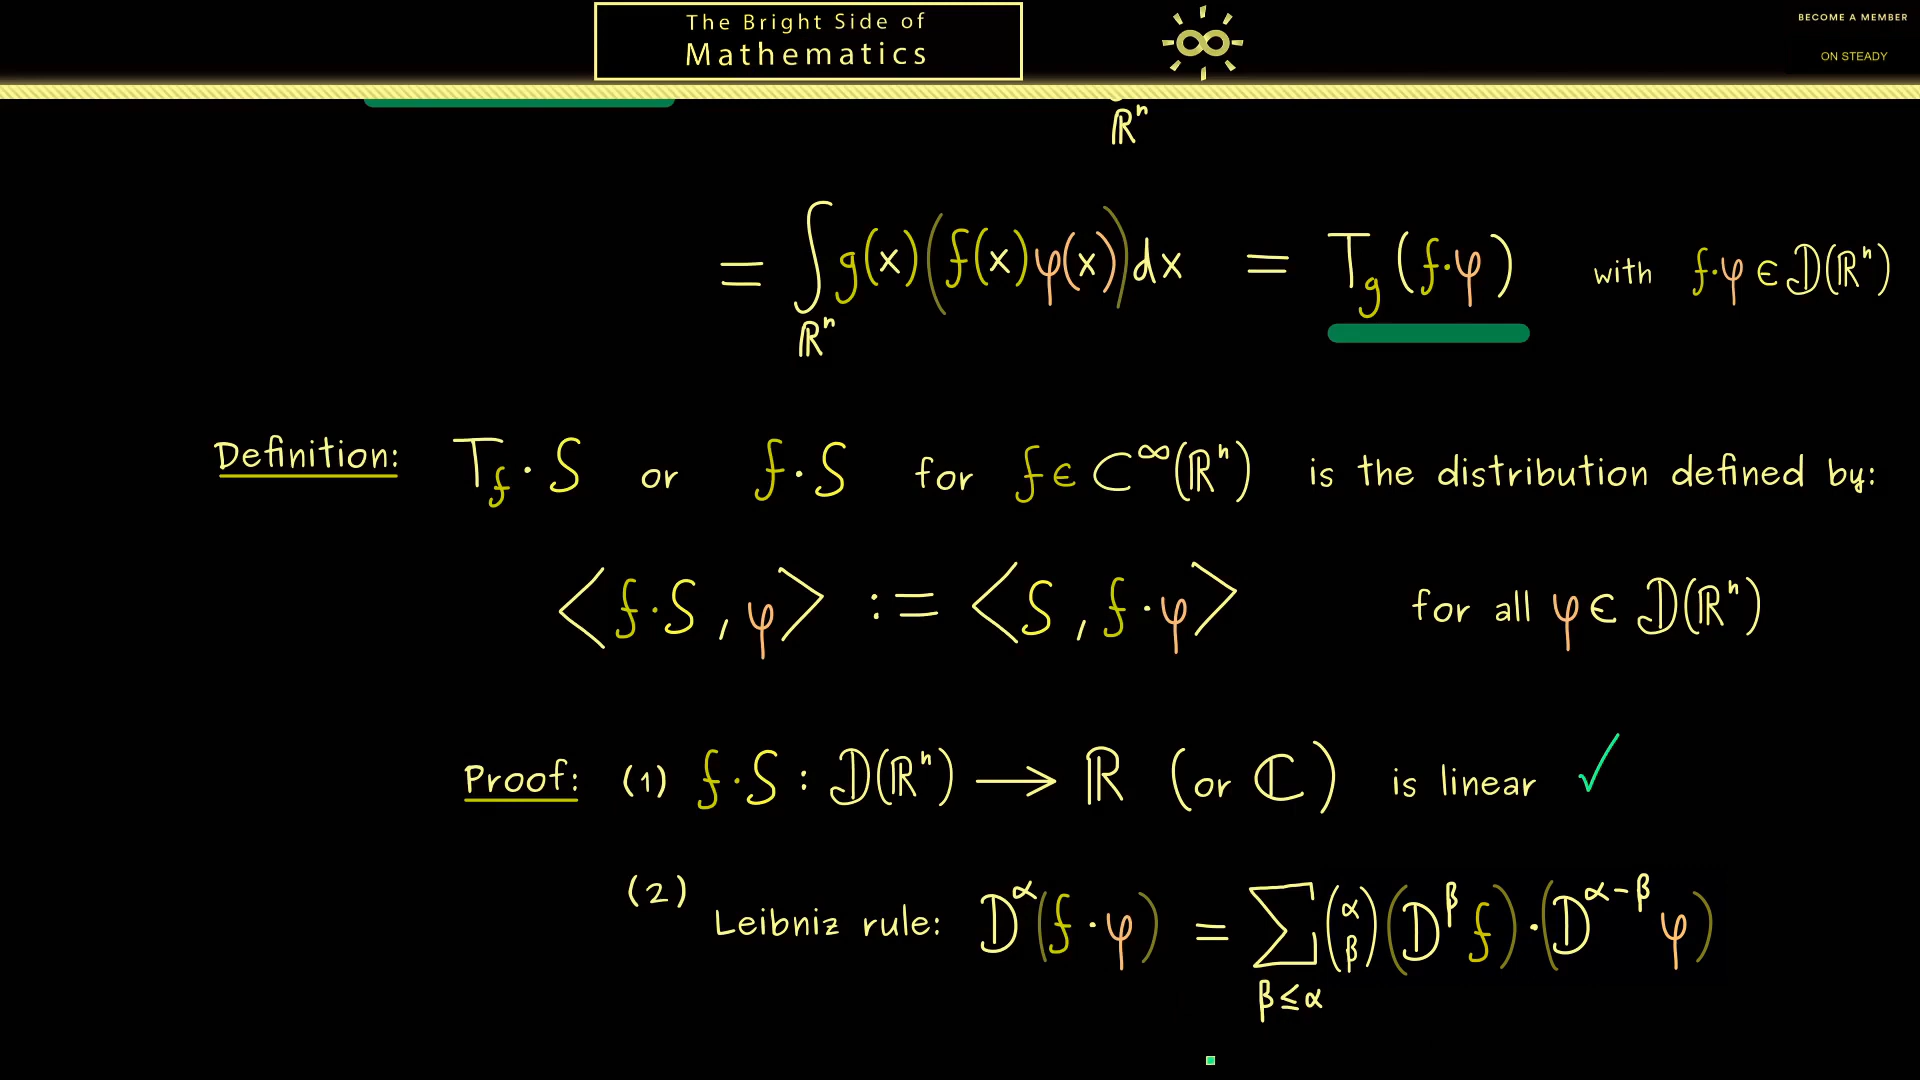 The Bright Side of
Mathematics
BECOME A MEMBER
ON STEADY
ℝⁿ
= ∫_{ℝⁿ} g(x)(f(x)φ(x))dx = T_g(f·φ) with f·φ ∈ 𝒟(ℝⁿ)
Definition: T_f · S or f · S for f ∈ C^∞(ℝⁿ) is the distribution defined by:
⟨f·S, φ⟩ := ⟨S, f·φ⟩ for all φ ∈ 𝒟(ℝⁿ)
Proof: (1) f·S : 𝒟(ℝⁿ) ⟶ ℝ (or ℂ) is linear ✓
(2) Leibniz rule: D^α(f·φ) = ∑_{β≤α} (α β)(D^β f)·(D^{α-β} φ)